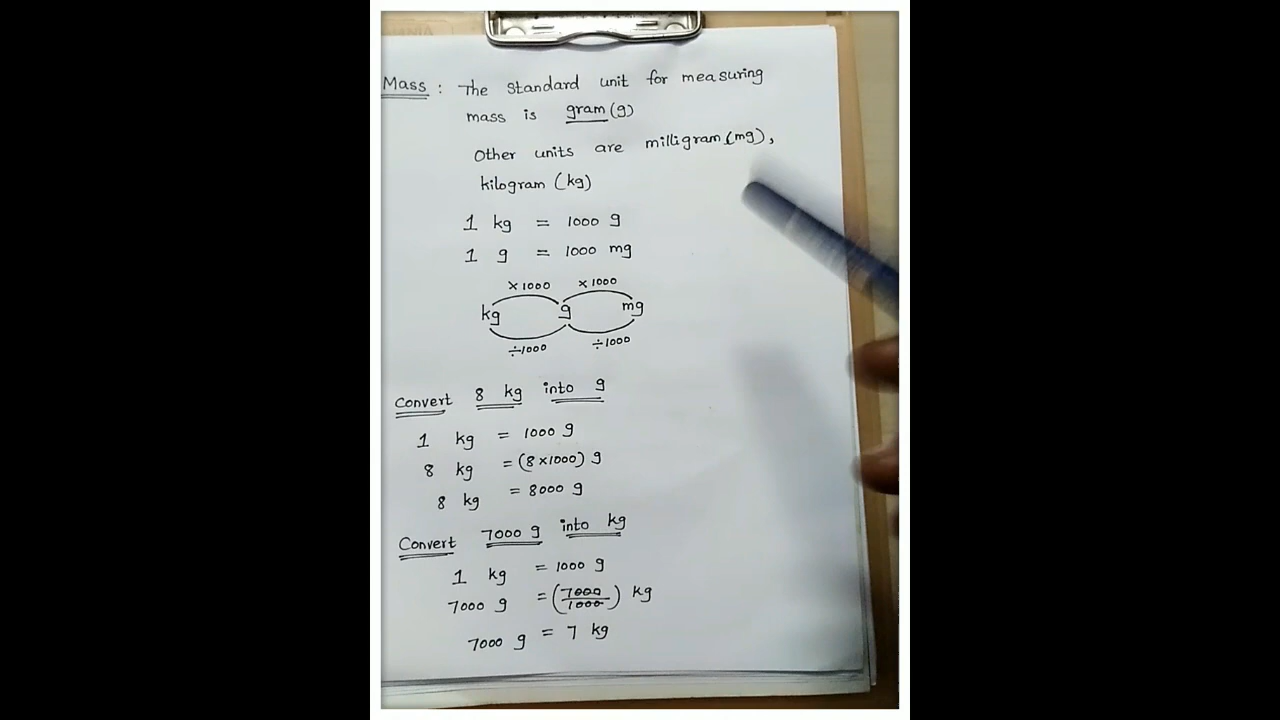 Mass : The standard unit for measuring
mass is gram (g)
Other units are milligram (mg),
kilogram (kg)
1 kg = 1000 g
1 g = 1000 mg
×1000 ×1000
kg g mg
÷1000 ÷1000
Convert 8 kg into g
1 kg = 1000 g
8 kg = (8×1000) g
8 kg = 8000 g
Convert 7000 g into kg
1 kg = 1000 g
7000 g = (7000/1000) kg
7000 g = 7 kg